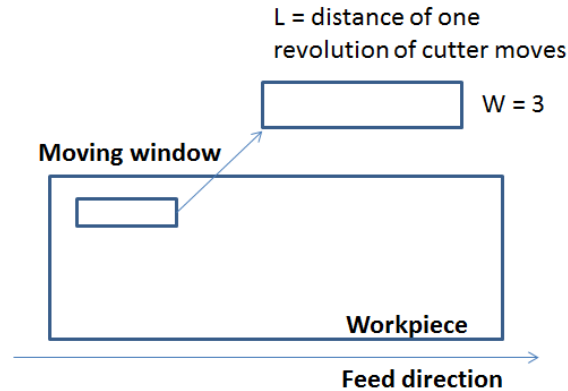 L = distance of one
revolution of cutter moves
W = 3
Moving window
Workpiece
Feed direction